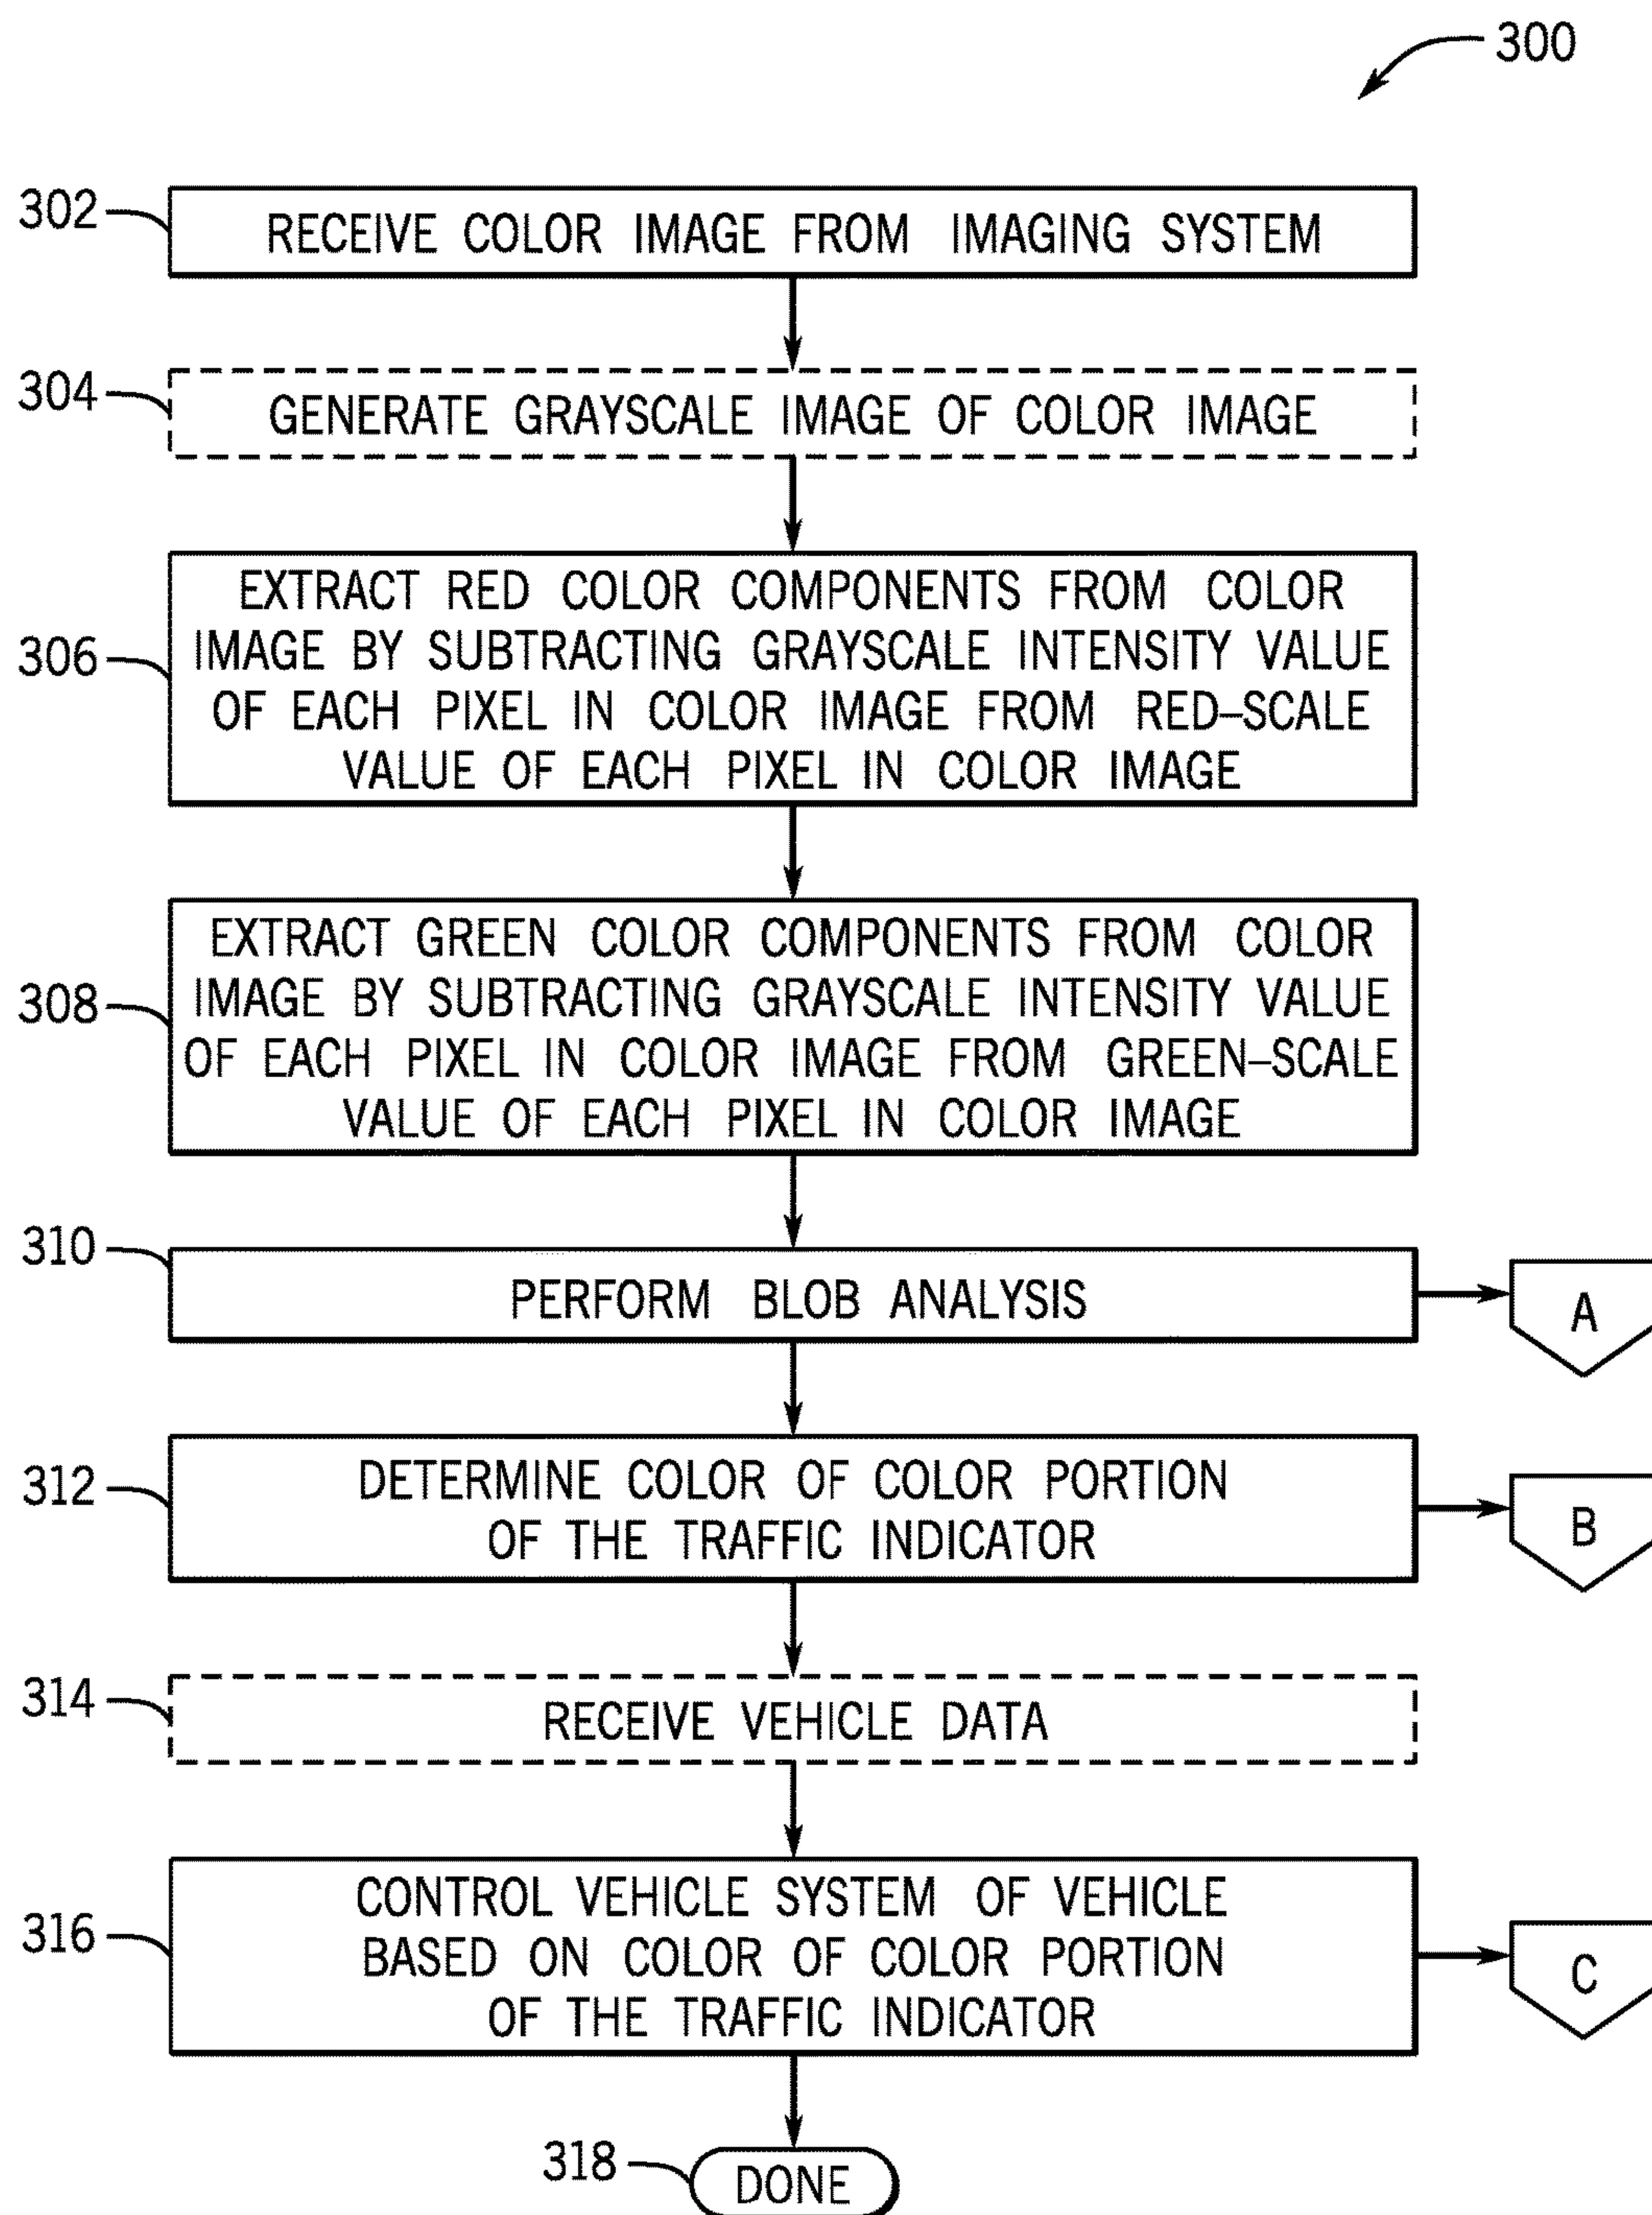 300
302
RECEIVE COLOR IMAGE FROM IMAGING SYSTEM
304
GENERATE GRAYSCALE IMAGE OF COLOR IMAGE
306
EXTRACT RED COLOR COMPONENTS FROM COLOR
IMAGE BY SUBTRACTING GRAYSCALE INTENSITY VALUE
OF EACH PIXEL IN COLOR IMAGE FROM RED–SCALE
VALUE OF EACH PIXEL IN COLOR IMAGE
308
EXTRACT GREEN COLOR COMPONENTS FROM COLOR
IMAGE BY SUBTRACTING GRAYSCALE INTENSITY VALUE
OF EACH PIXEL IN COLOR IMAGE FROM GREEN–SCALE
VALUE OF EACH PIXEL IN COLOR IMAGE
310
PERFORM BLOB ANALYSIS
A
312
DETERMINE COLOR OF COLOR PORTION
OF THE TRAFFIC INDICATOR
B
314
RECEIVE VEHICLE DATA
316
CONTROL VEHICLE SYSTEM OF VEHICLE
BASED ON COLOR OF COLOR PORTION
OF THE TRAFFIC INDICATOR
C
318
DONE